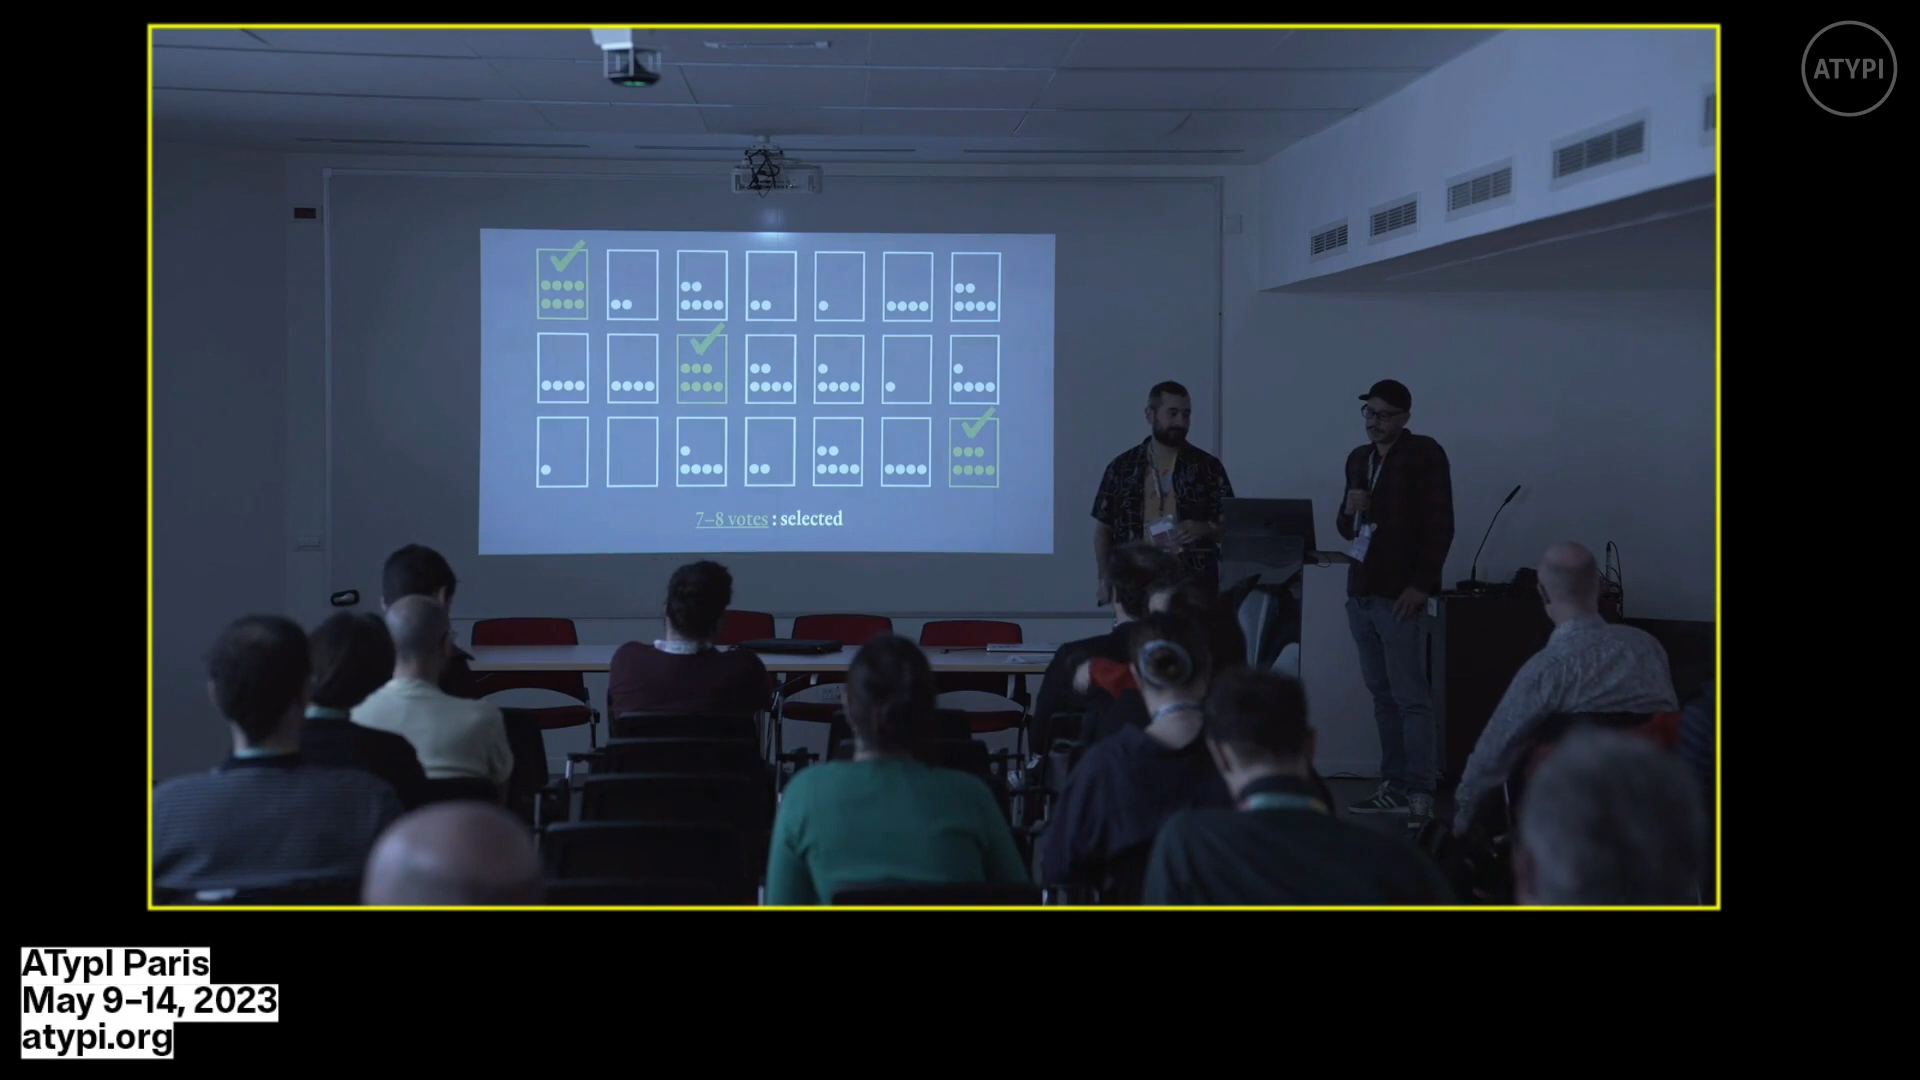 ATYPI
7–8 votes : selected
ATypI Paris
May 9–14, 2023
atypi.org